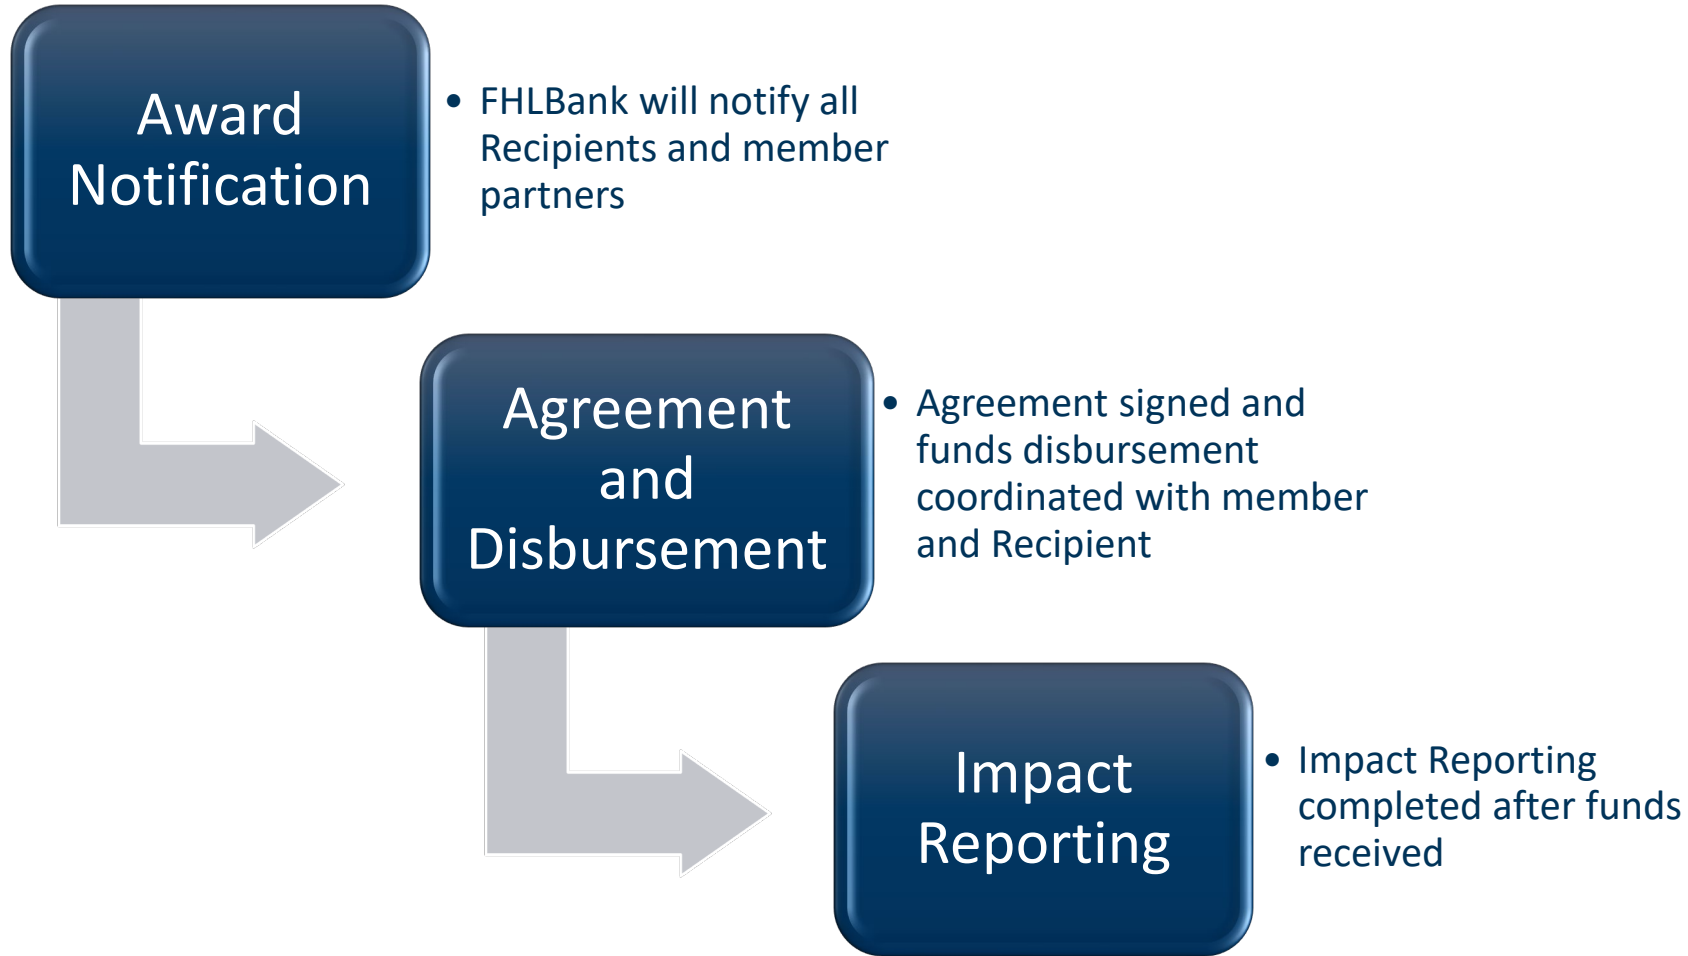 Award
Notification
• FHLBank will notify all
Recipients and member
partners
Agreement
and
Disbursement
• Agreement signed and
funds disbursement
coordinated with member
and Recipient
Impact
Reporting
• Impact Reporting
completed after funds
received